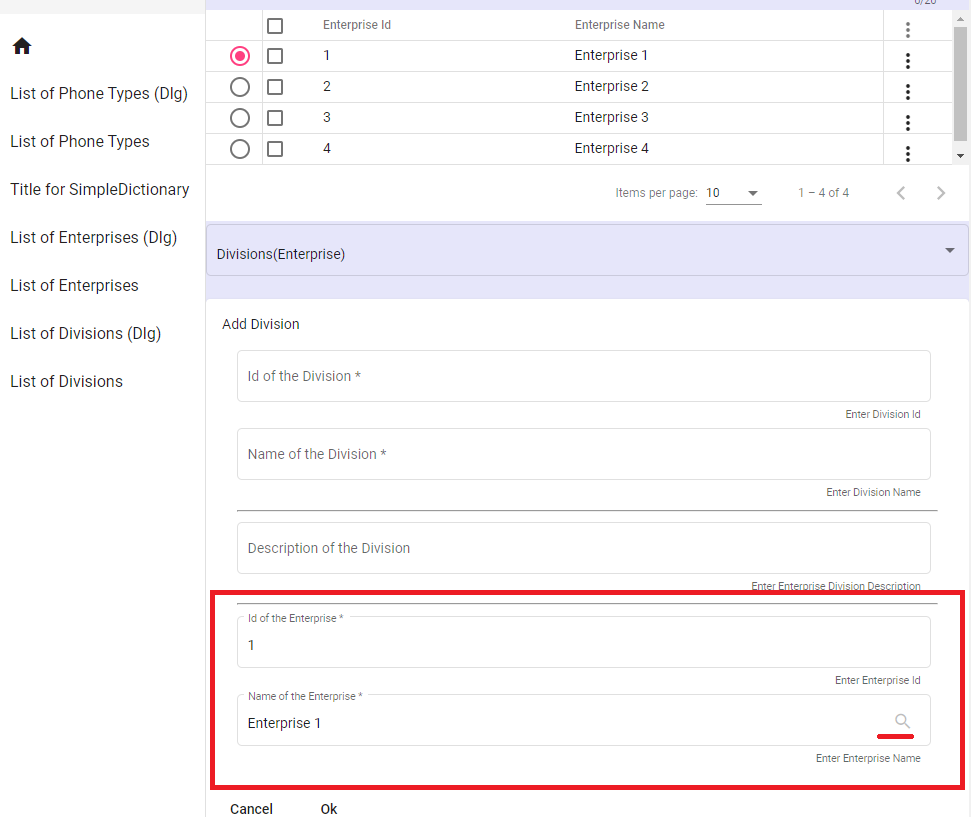 List of Phone Types (Dlg)
List of Phone Types
Title for SimpleDictionary
List of Enterprises (Dlg)
List of Enterprises
List of Divisions (Dlg)
List of Divisions
Enterprise Id Enterprise Name
1 Enterprise 1
2 Enterprise 2
3 Enterprise 3
4 Enterprise 4
Items per page: 10 1 – 4 of 4
Divisions(Enterprise)
Add Division
Id of the Division *
Enter Division Id
Name of the Division *
Enter Division Name
Description of the Division
Enter Enterprise Division Description
Id of the Enterprise *
1
Enter Enterprise Id
Name of the Enterprise *
Enterprise 1
Enter Enterprise Name
Cancel Ok